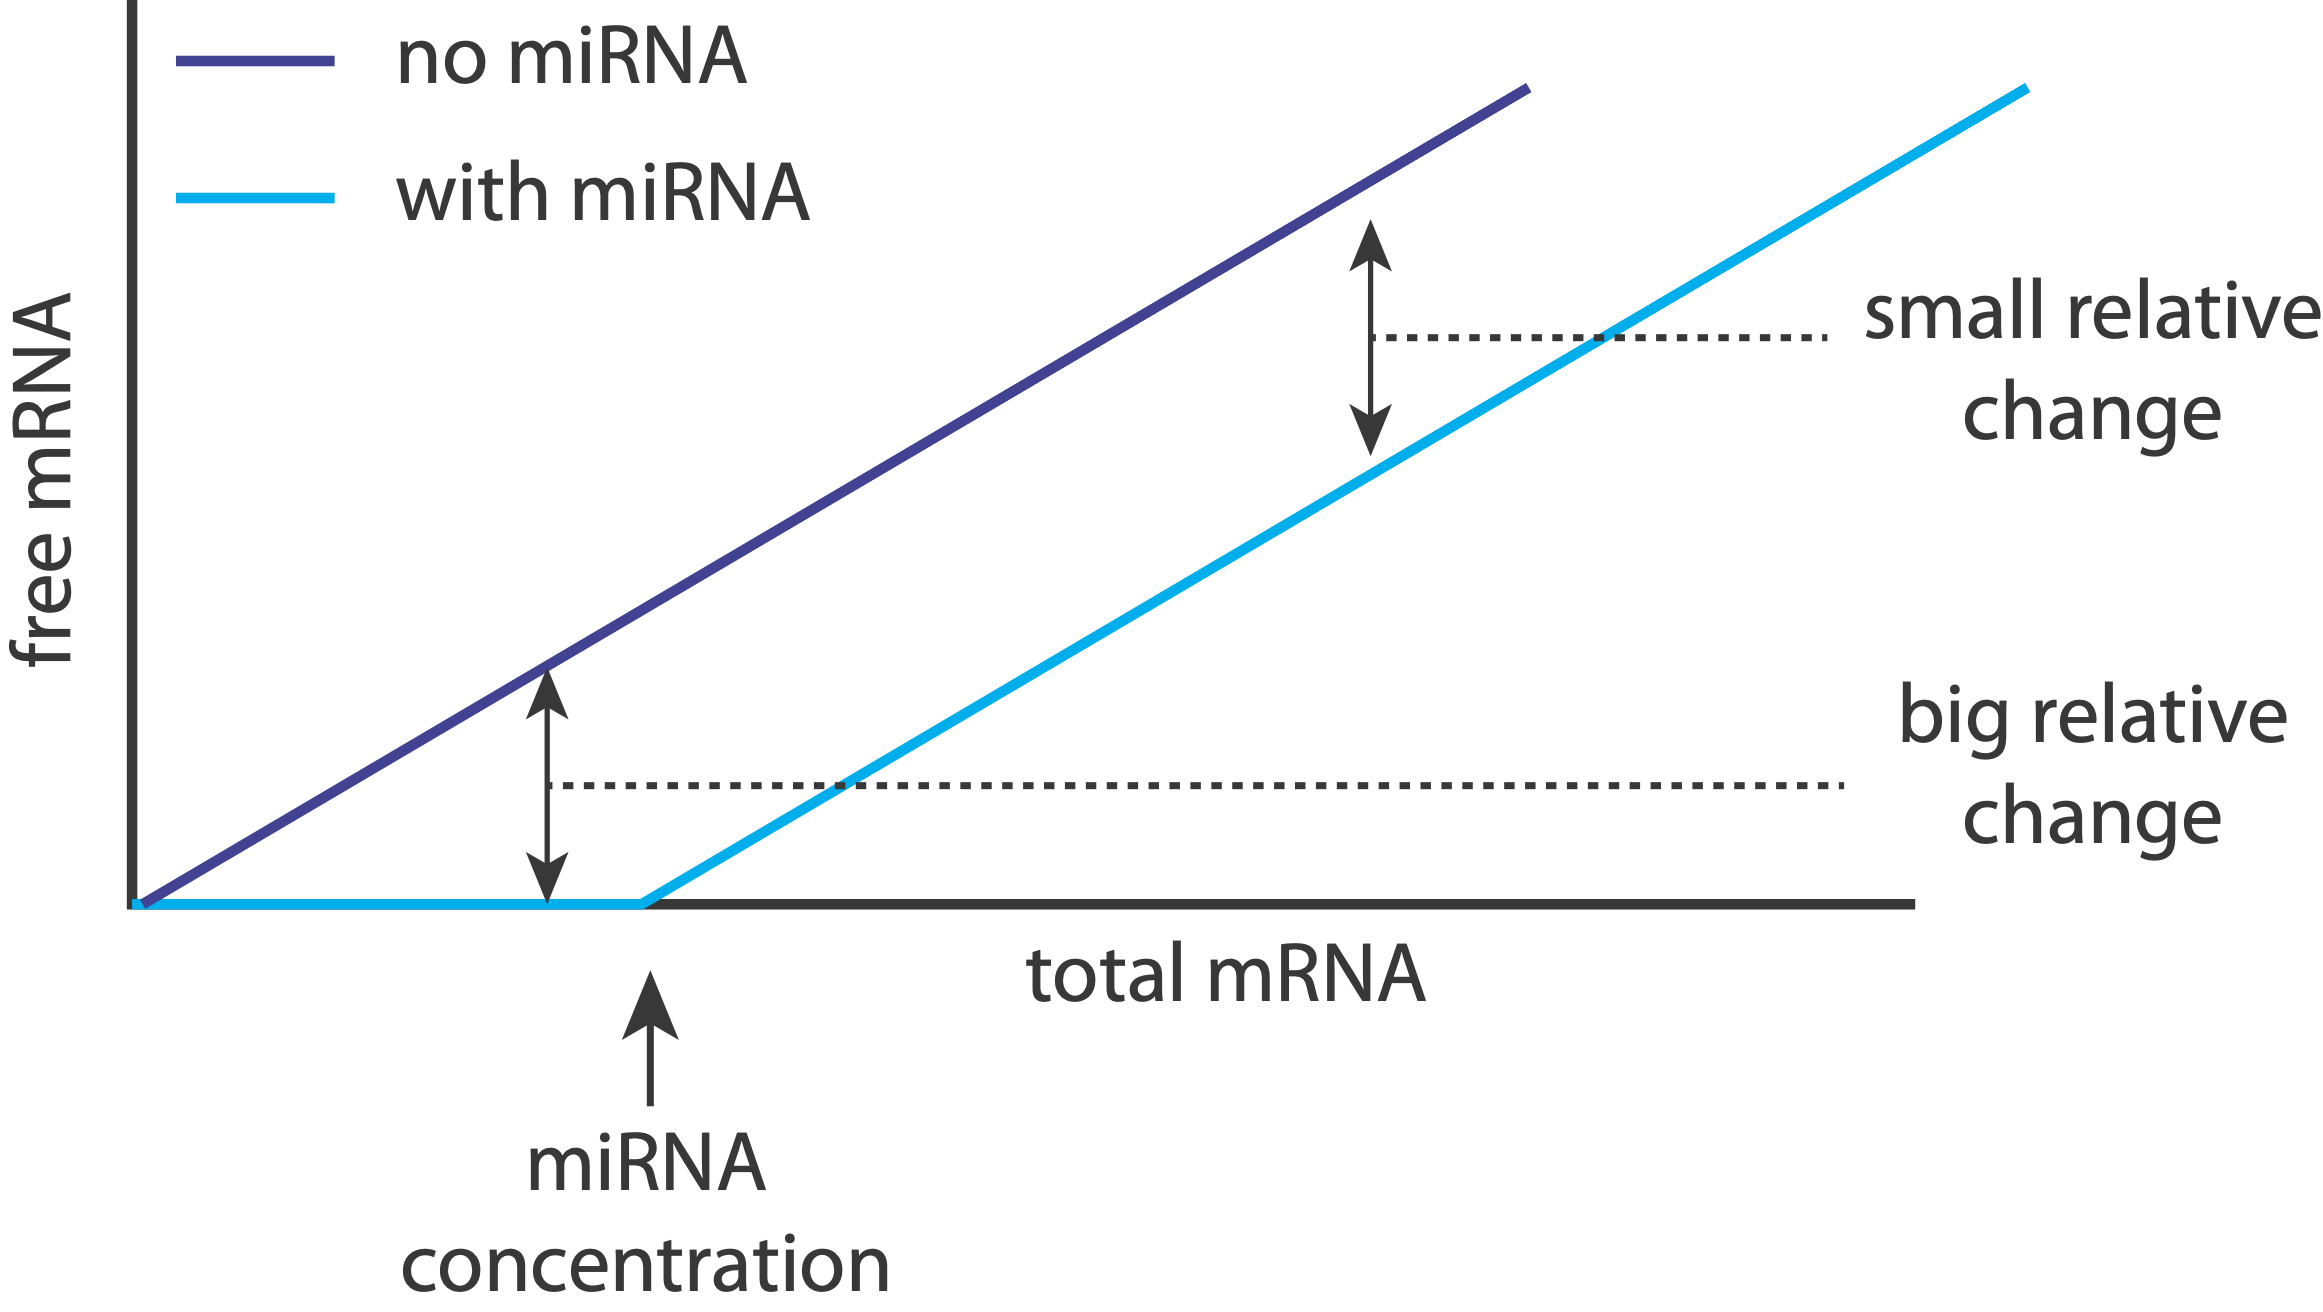 no miRNA
with miRNA
free mRNA
small relative
change
big relative
change
total mRNA
miRNA
concentration